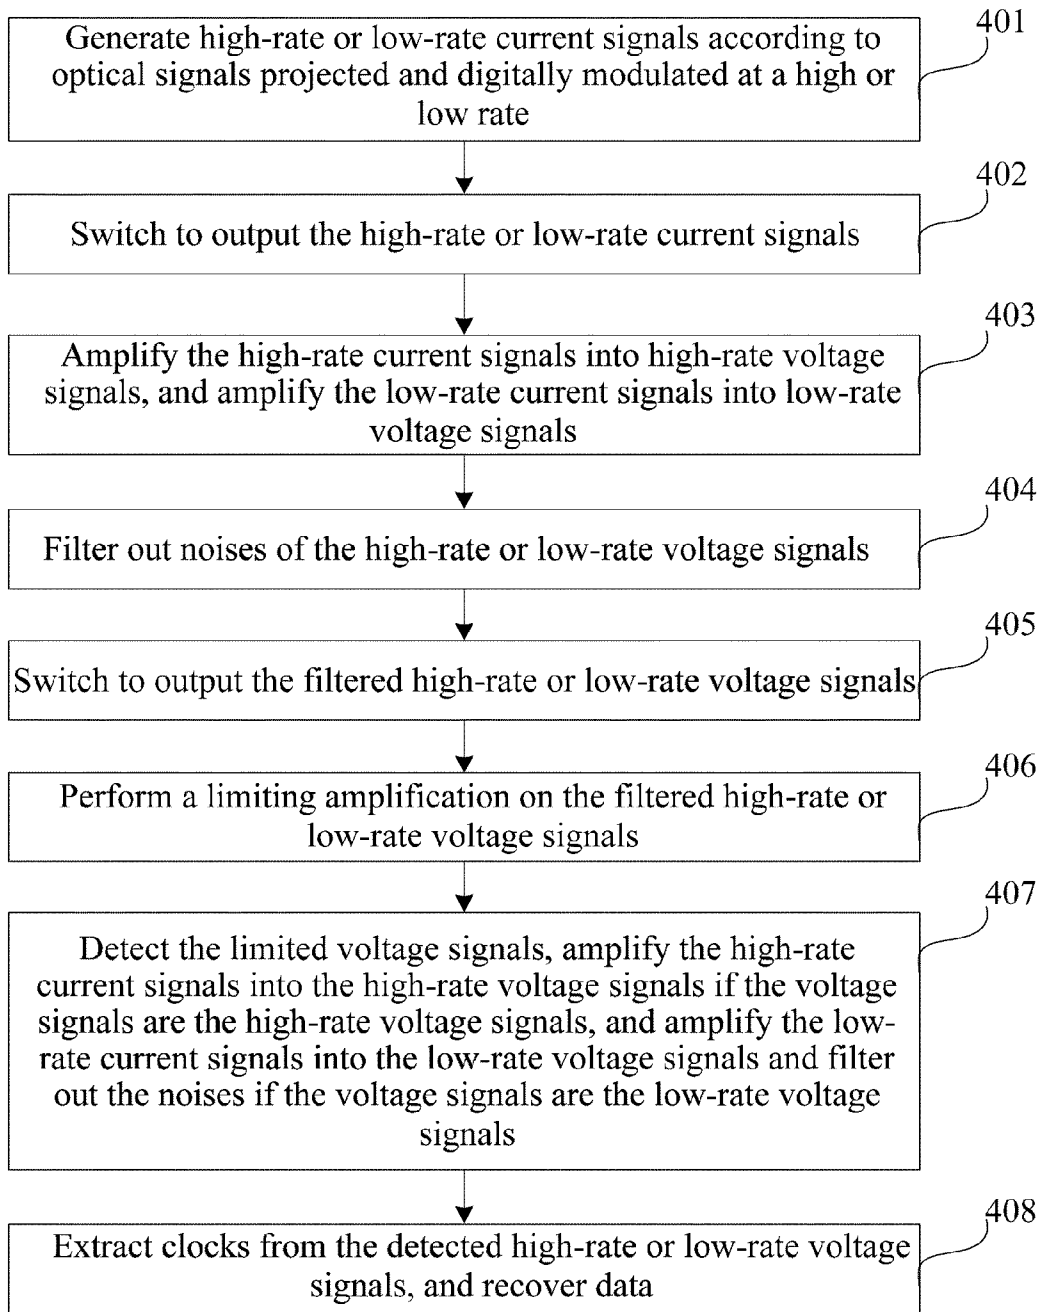 401
Generate high-rate or low-rate current signals according to
optical signals projected and digitally modulated at a high or
low rate
402
Switch to output the high-rate or low-rate current signals
403
Amplify the high-rate current signals into high-rate voltage
signals, and amplify the low-rate current signals into low-rate
voltage signals
404
Filter out noises of the high-rate or low-rate voltage signals
405
Switch to output the filtered high-rate or low-rate voltage signals
406
Perform a limiting amplification on the filtered high-rate or
low-rate voltage signals
407
Detect the limited voltage signals, amplify the high-rate
current signals into the high-rate voltage signals if the voltage
signals are the high-rate voltage signals, and amplify the low-
rate current signals into the low-rate voltage signals and filter
out the noises if the voltage signals are the low-rate voltage
signals
408
Extract clocks from the detected high-rate or low-rate voltage
signals, and recover data